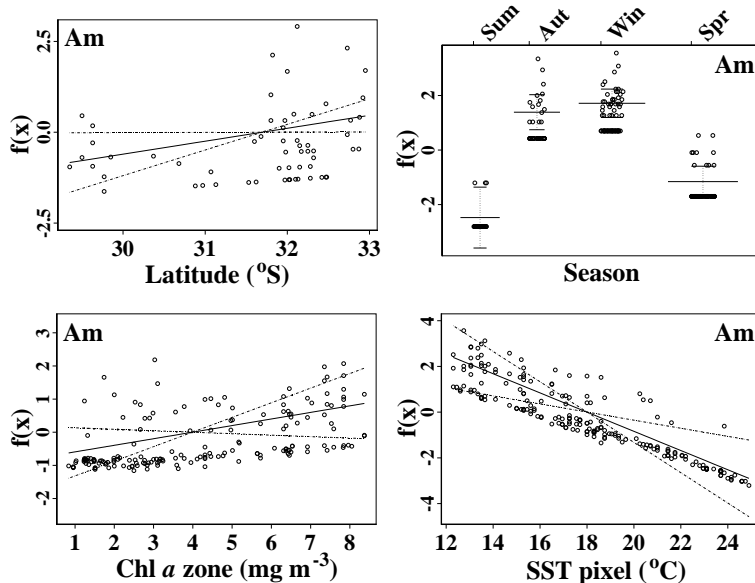 Am
f(x)
2.5
0.0
-2.5
30 31 32 33
Latitude (°S)
Sum Aut Win Spr
Am
f(x)
2
0
-2
Season
Am
f(x)
3
2
1
0
-1
-2
1 2 3 4 5 6 7 8
Chl a zone (mg m⁻³)
Am
f(x)
4
2
0
-2
-4
12 14 16 18 20 22 24
SST pixel (°C)